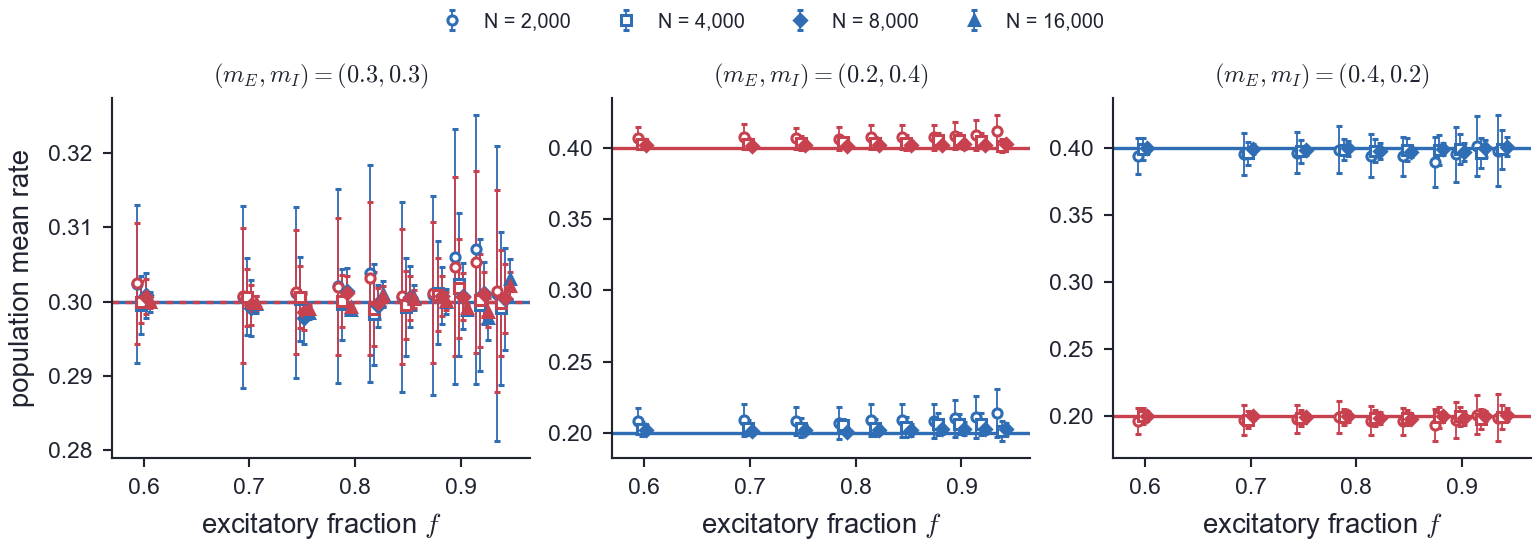 N = 2,000 N = 4,000 N = 8,000 N = 16,000
(m_E, m_I) = (0.3, 0.3)
population mean rate
0.32
0.31
0.30
0.29
0.28
0.6 0.7 0.8 0.9
excitatory fraction f
(m_E, m_I) = (0.2, 0.4)
0.40
0.35
0.30
0.25
0.20
0.6 0.7 0.8 0.9
excitatory fraction f
(m_E, m_I) = (0.4, 0.2)
0.40
0.35
0.30
0.25
0.20
0.6 0.7 0.8 0.9
excitatory fraction f